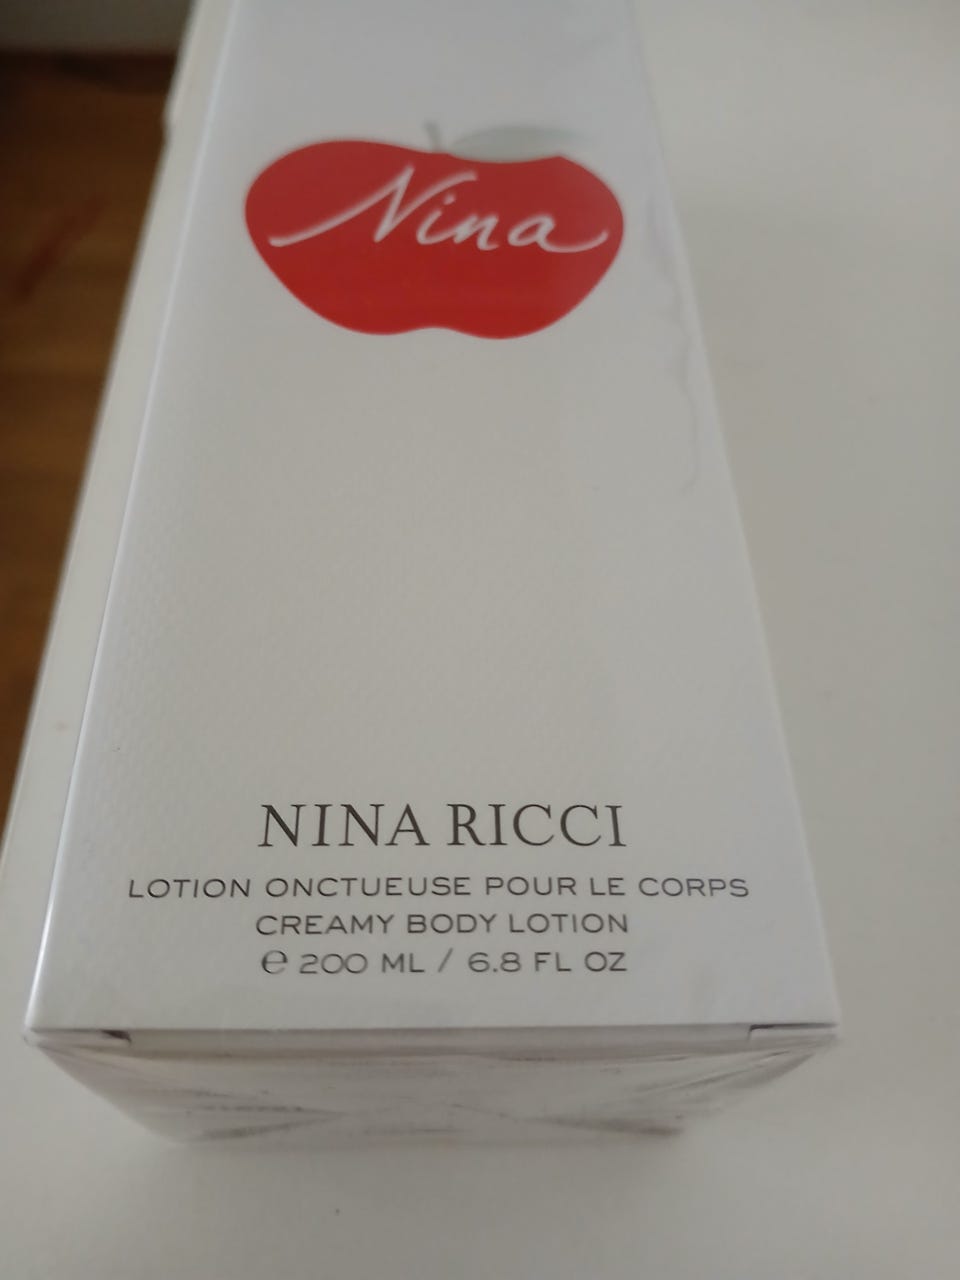 Nina
NINA RICCI
LOTION ONCTUEUSE POUR LE CORPS
CREAMY BODY LOTION
℮ 200 ML / 6.8 FL OZ